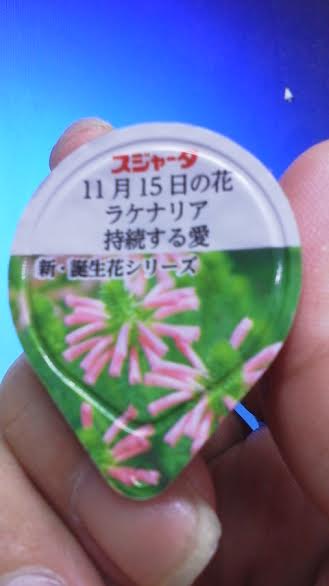 スジャータ
11月15日の花
ラケナリア
持続する愛
新・誕生花シリーズ